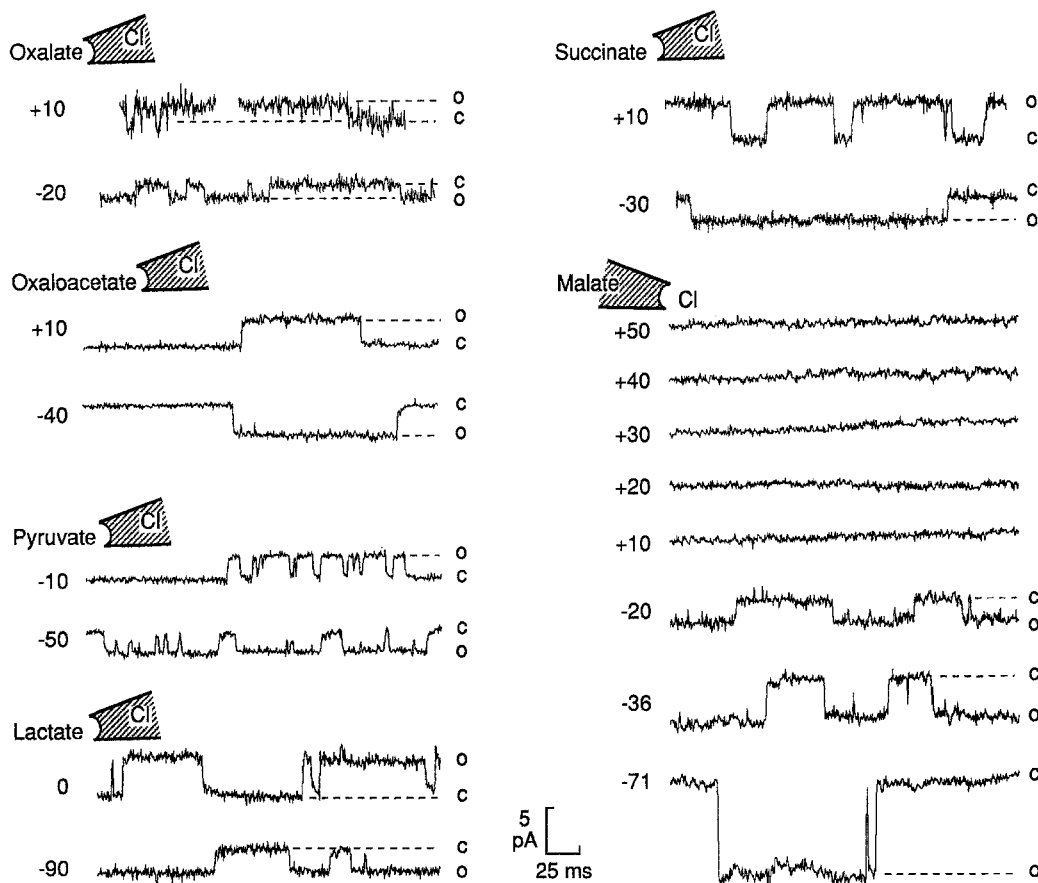 Oxalate Cl
+10 O
C
-20 C
O
Oxaloacetate Cl
+10 O
C
-40 C
O
Pyruvate Cl
-10 O
C
-50 C
O
Lactate Cl
0 O
C
-90 C
O
5
pA
25 ms
Succinate Cl
+10 O
C
-30 C
O
Malate Cl
+50
+40
+30
+20
+10
-20 C
O
-36 C
O
-71 C
O